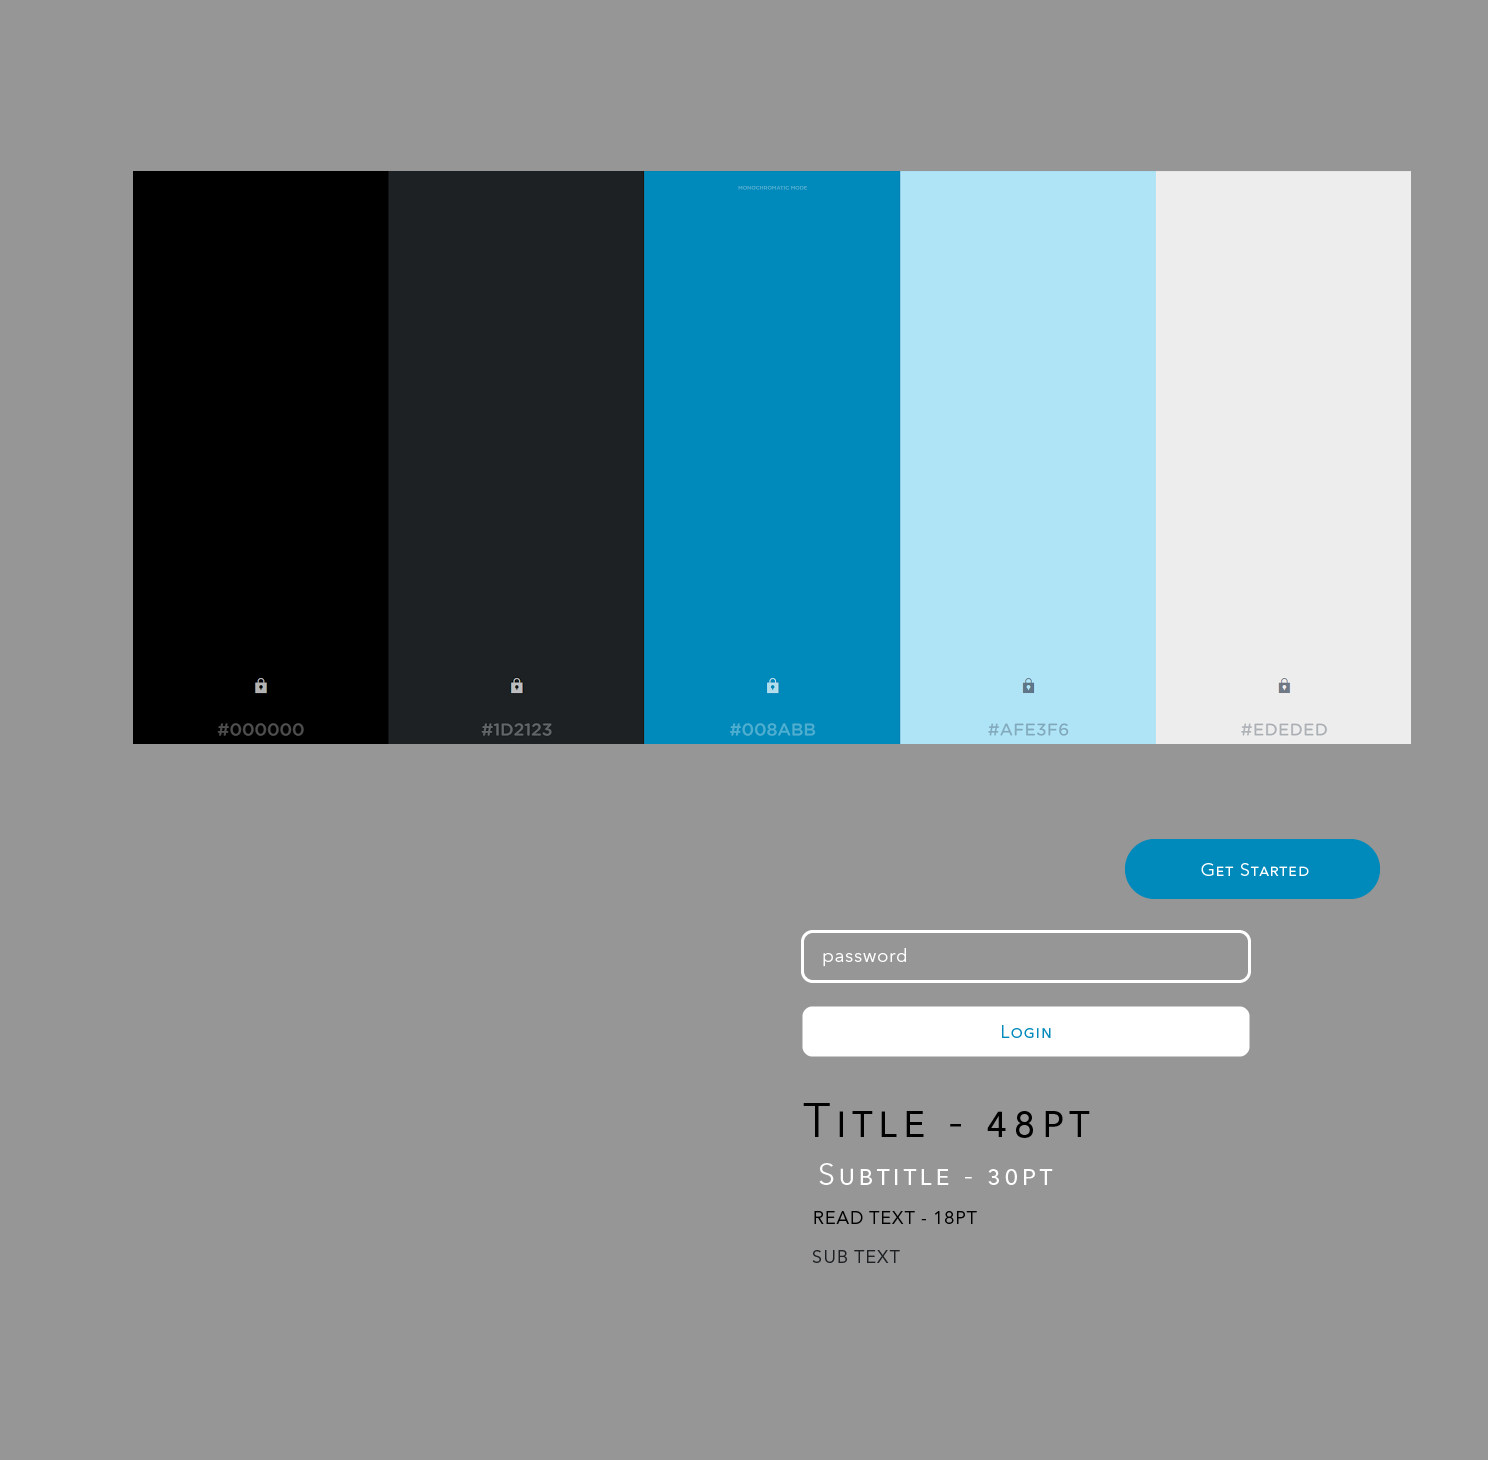 MONOCHROMATIC MODE
#000000
#1D2123
#008ABB
#AFE3F6
#EDEDED
Get Started
password
Login
Title - 48pt
Subtitle - 30pt
READ TEXT - 18PT
SUB TEXT